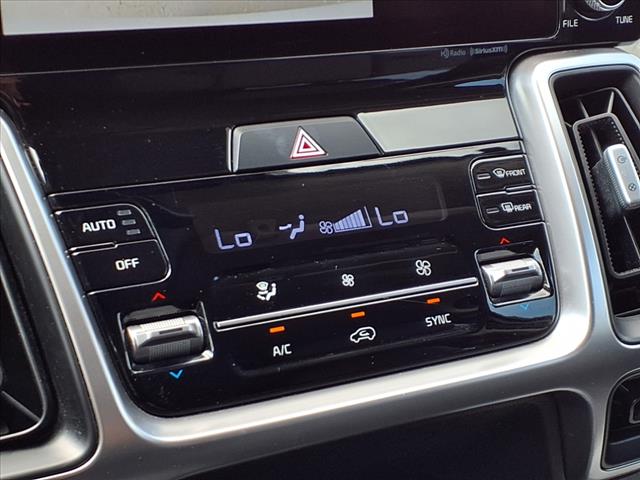 FILE TUNE
HD Radio ((SiriusXM))
FRONT
AUTO
REAR
Lo Lo
OFF
A/C SYNC